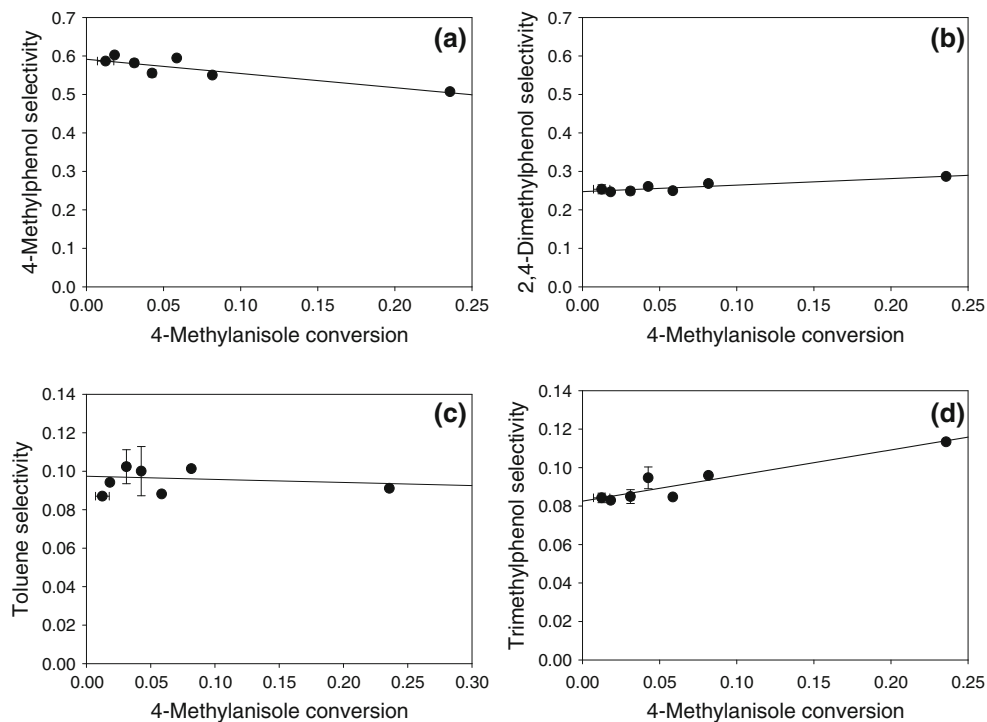 (a)
4-Methylphenol selectivity
0.7
0.6
0.5
0.4
0.3
0.2
0.1
0.0
0.00 0.05 0.10 0.15 0.20 0.25
4-Methylanisole conversion
(b)
2,4-Dimethylphenol selectivity
0.7
0.6
0.5
0.4
0.3
0.2
0.1
0.0
0.00 0.05 0.10 0.15 0.20 0.25
4-Methylanisole conversion
(c)
Toluene selectivity
0.14
0.12
0.10
0.08
0.06
0.04
0.02
0.00
0.00 0.05 0.10 0.15 0.20 0.25 0.30
4-Methylanisole conversion
(d)
Trimethylphenol selectivity
0.14
0.12
0.10
0.08
0.06
0.04
0.02
0.00
0.00 0.05 0.10 0.15 0.20 0.25
4-Methylanisole conversion